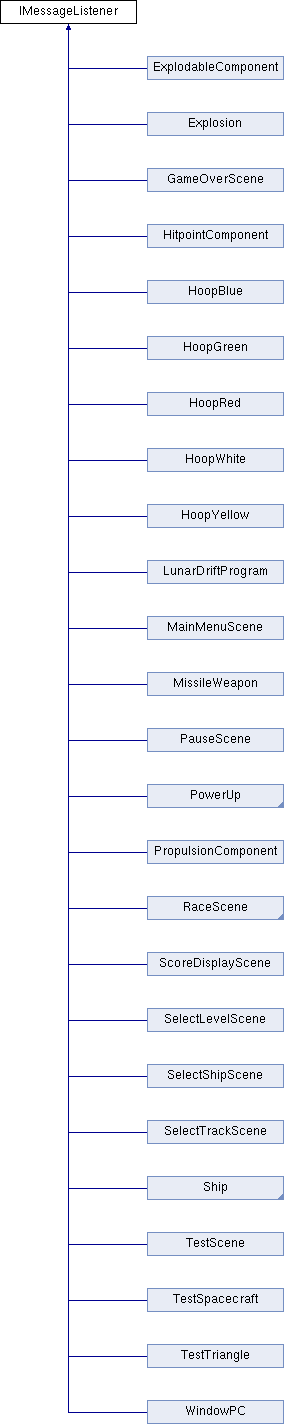 IMessageListener
ExplodableComponent
Explosion
GameOverScene
HitpointComponent
HoopBlue
HoopGreen
HoopRed
HoopWhite
HoopYellow
LunarDriftProgram
MainMenuScene
MissileWeapon
PauseScene
PowerUp
PropulsionComponent
RaceScene
ScoreDisplayScene
SelectLevelScene
SelectShipScene
SelectTrackScene
Ship
TestScene
TestSpacecraft
TestTriangle
WindowPC